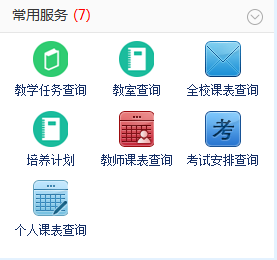 常用服务 (7)
教学任务查询 教室查询 全校课表查询
考
培养计划 教师课表查询 考试安排查询
个人课表查询